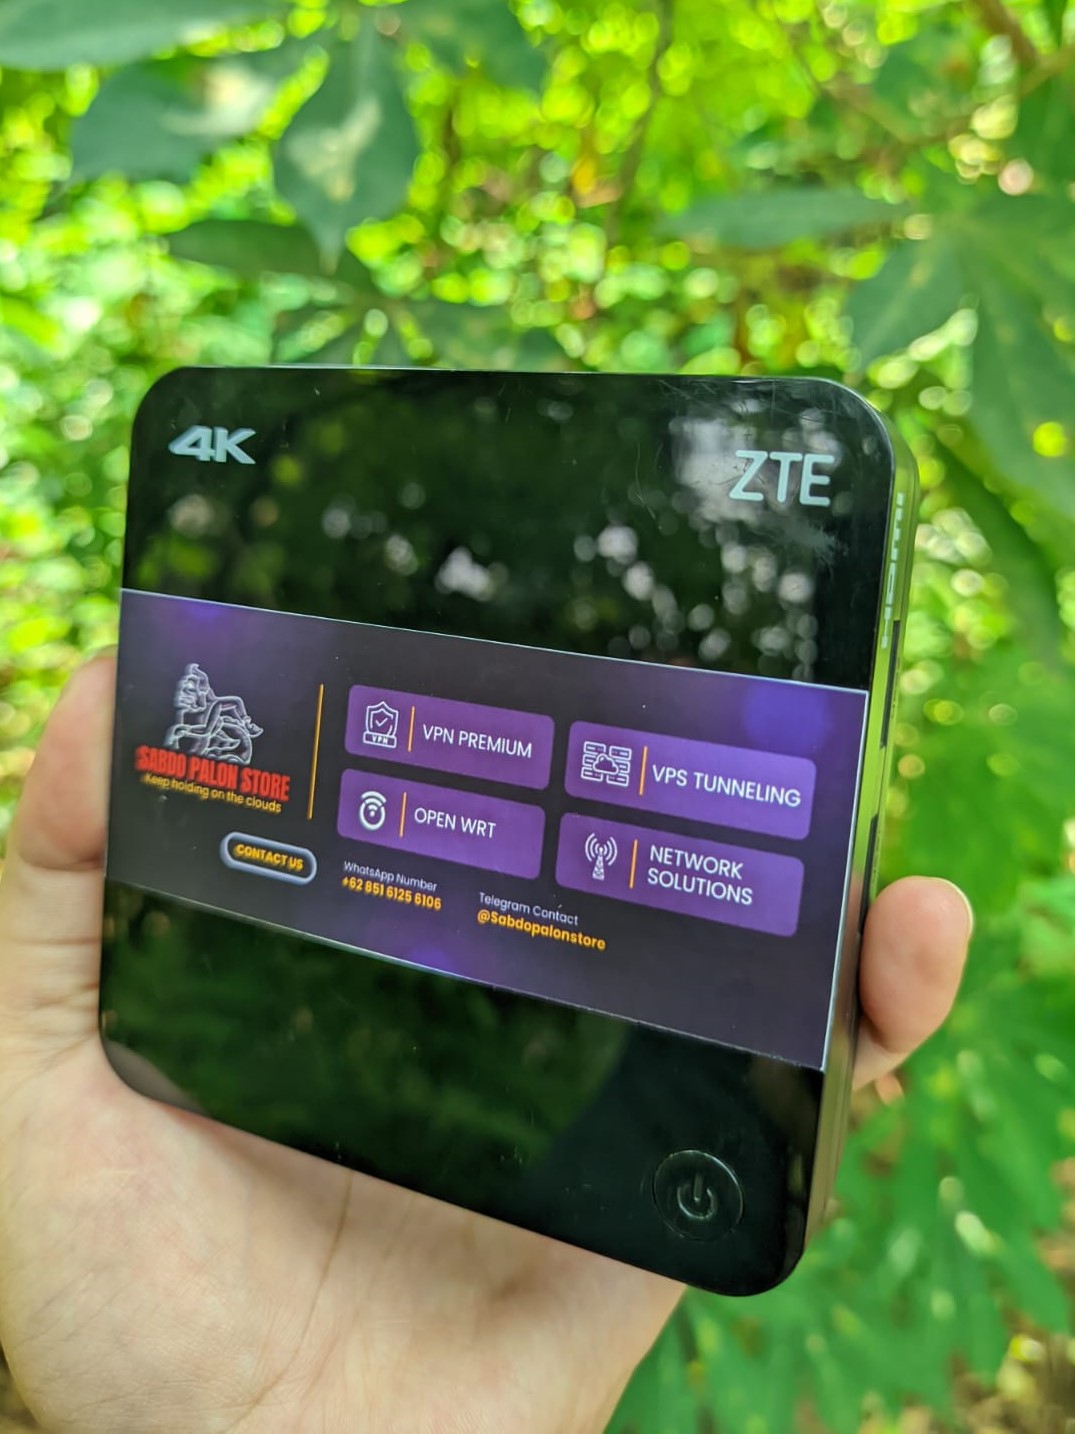 4K
ZTE
SABDO PALON STORE
Keep holding on the clouds
CONTACT US
VPN
VPN PREMIUM
VPS TUNNELING
OPEN WRT
NETWORK
SOLUTIONS
WhatsApp Number
+62 851 6125 6106
Telegram Contact
@Sabdopalonstore